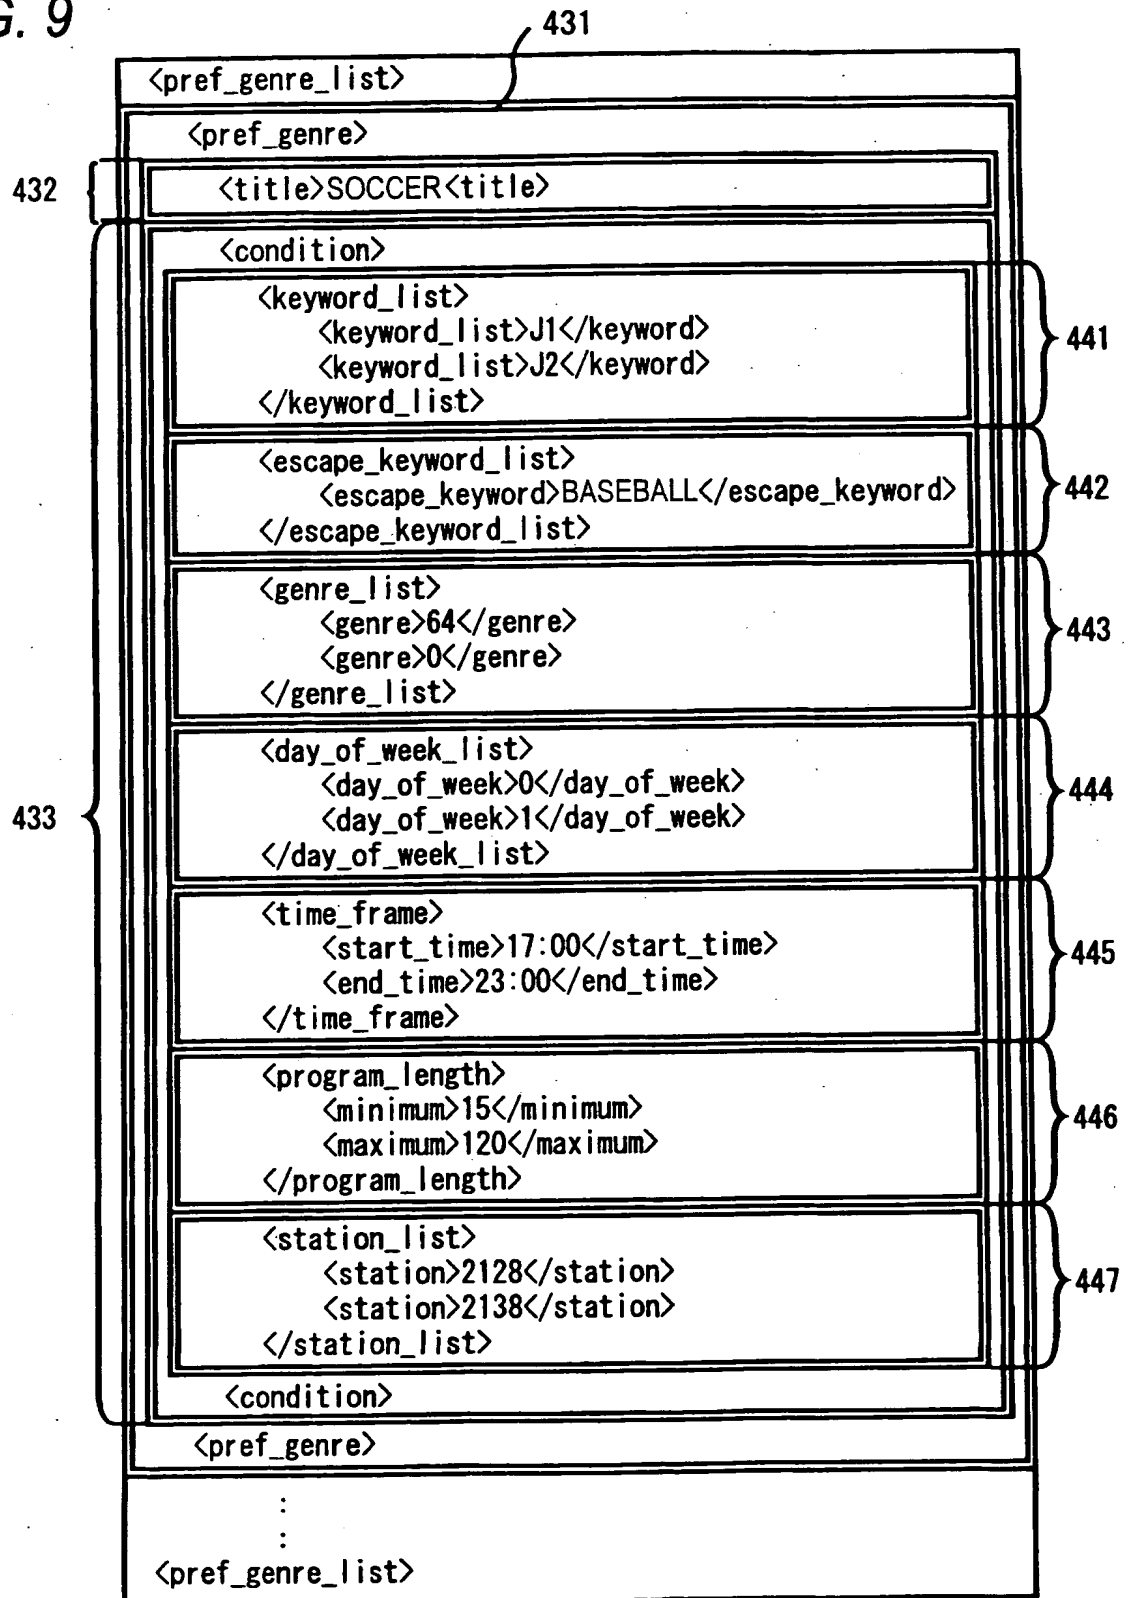 G. 9
431
<pref_genre_list>
<pref_genre>
432
<title>SOCCER<title>
<condition>
<keyword_list>
<keyword_list>J1</keyword>
<keyword_list>J2</keyword>
</keyword_list>
441
<escape_keyword_list>
<escape_keyword>BASEBALL</escape_keyword>
</escape_keyword_list>
442
<genre_list>
<genre>64</genre>
<genre>0</genre>
</genre_list>
443
<day_of_week_list>
<day_of_week>0</day_of_week>
<day_of_week>1</day_of_week>
</day_of_week_list>
444
433
<time_frame>
<start_time>17:00</start_time>
<end_time>23:00</end_time>
</time_frame>
445
<program_length>
<minimum>15</minimum>
<maximum>120</maximum>
</program_length>
446
<station_list>
<station>2128</station>
<station>2138</station>
</station_list>
447
<condition>
<pref_genre>
:
:
<pref_genre_list>